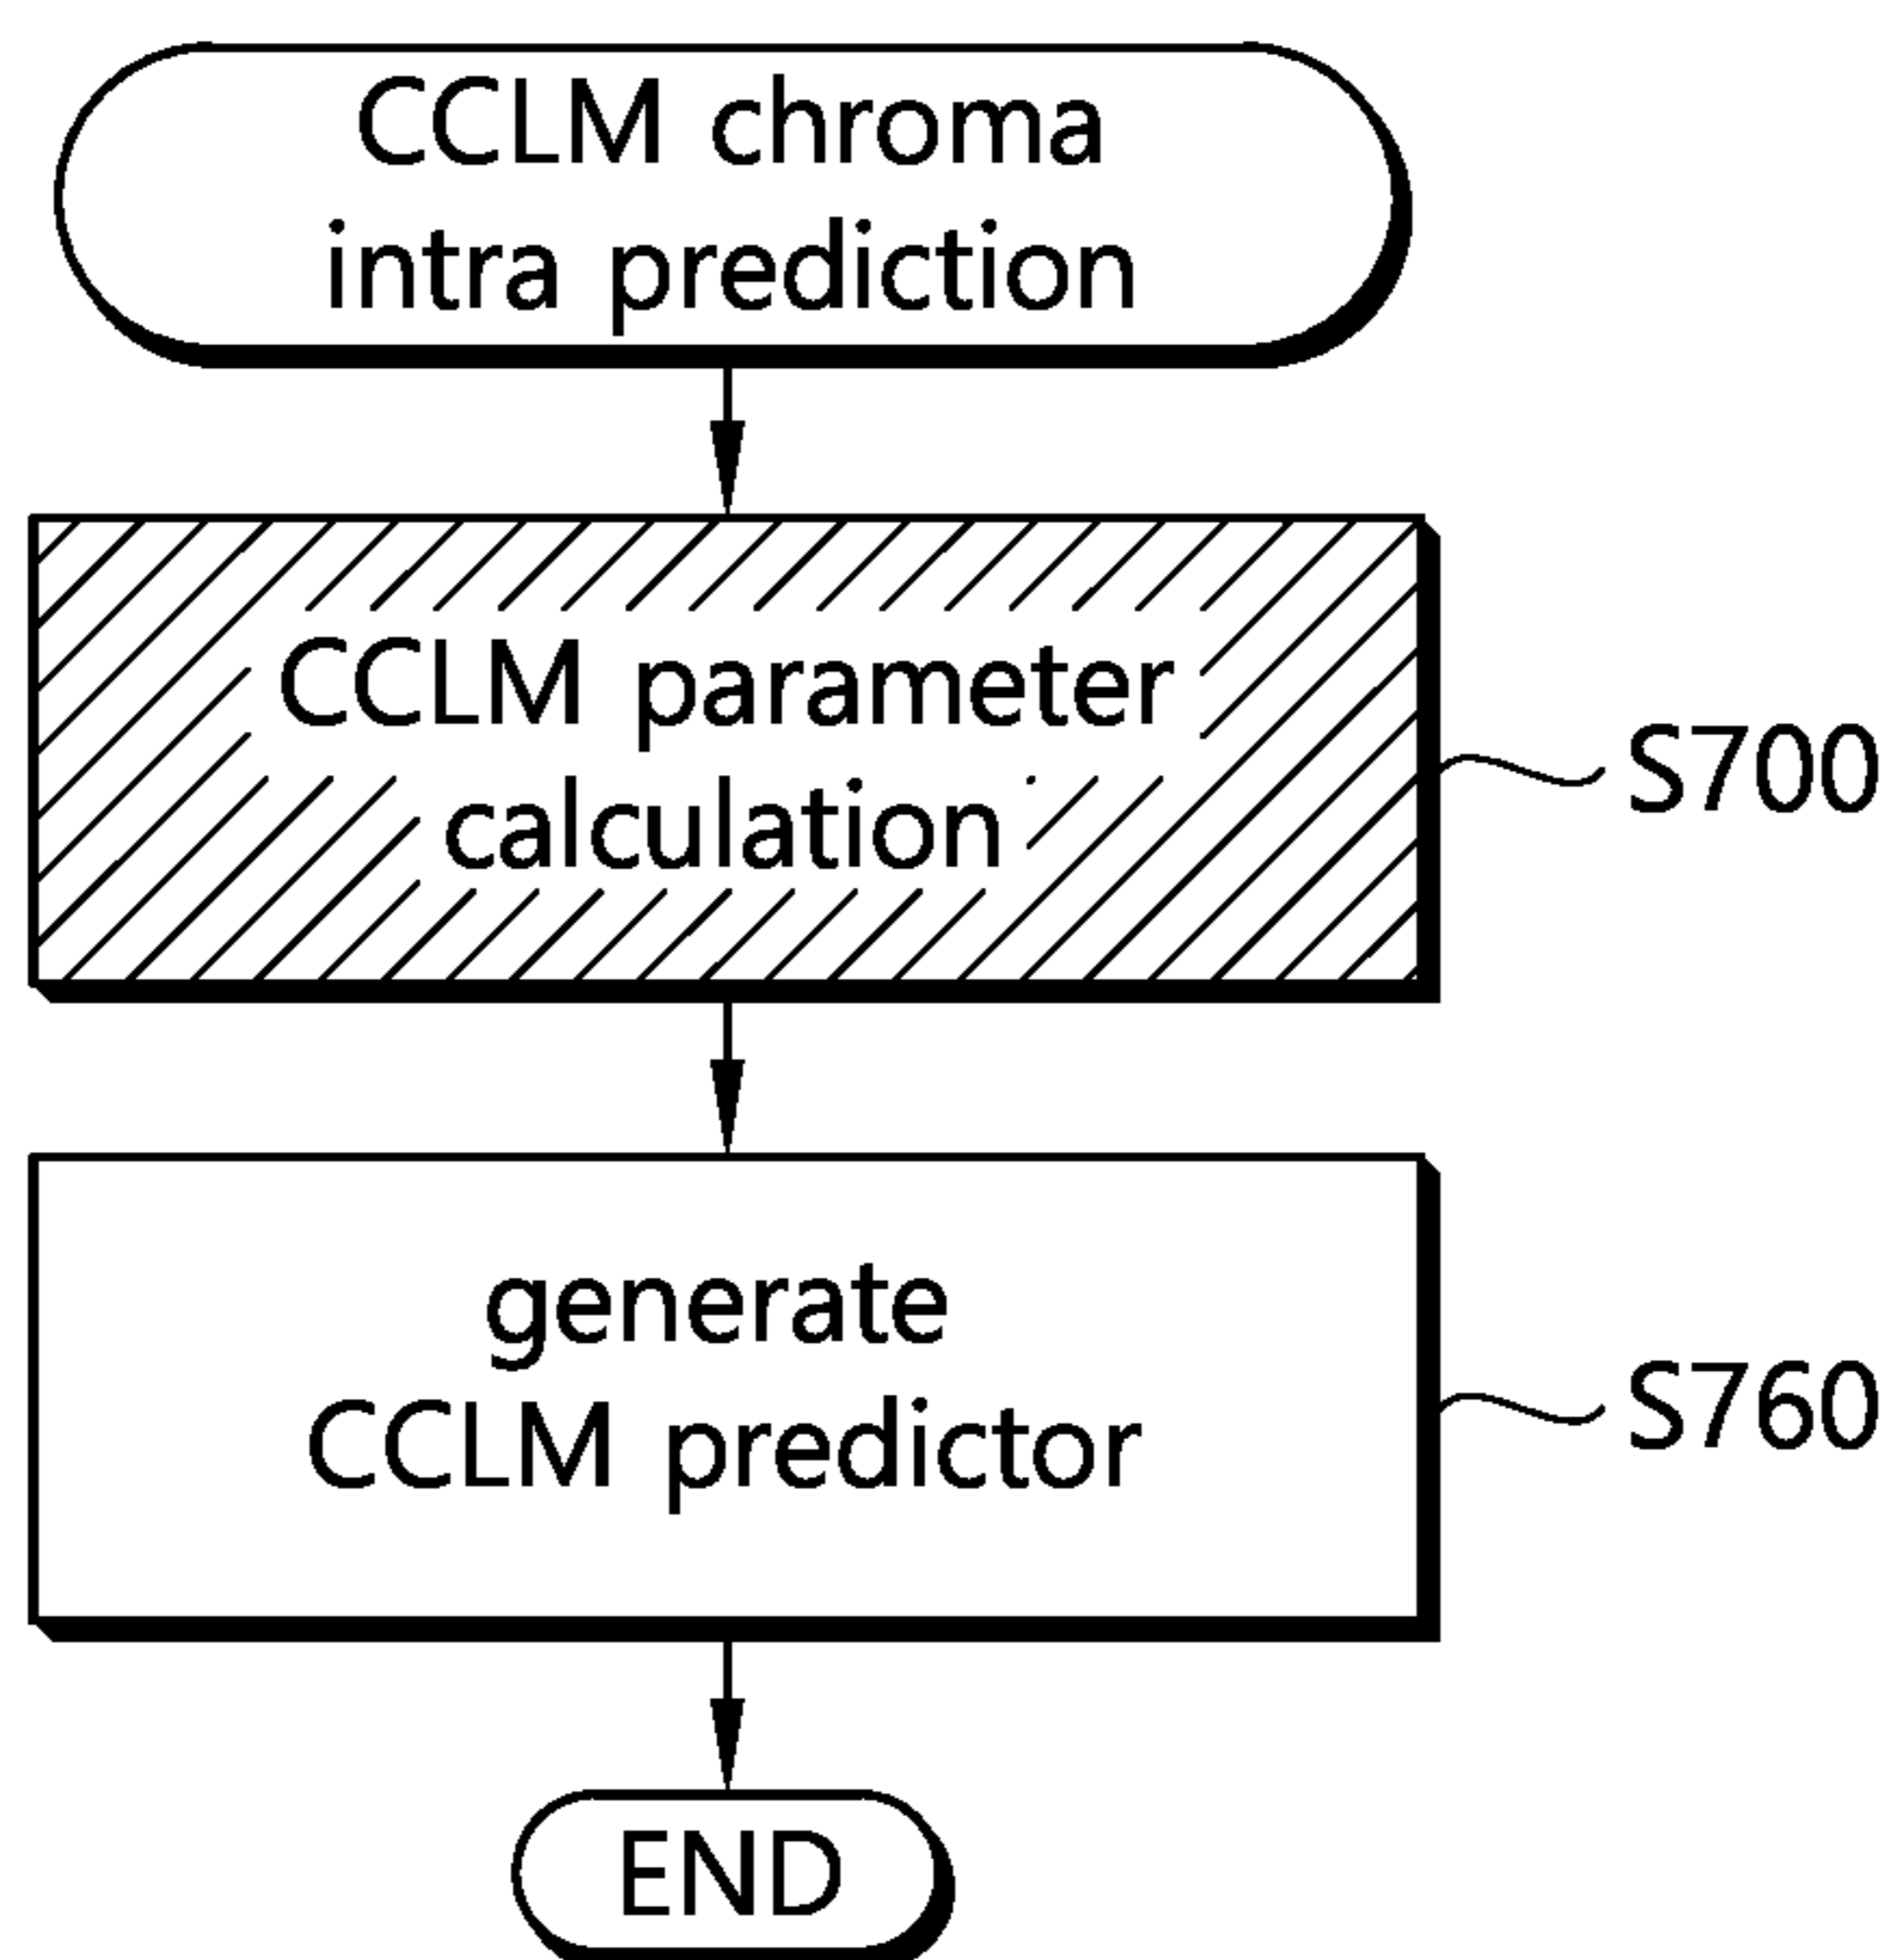 CCLM chroma
intra prediction
CCLM parameter
calculation
S700
generate
CCLM predictor
S760
END